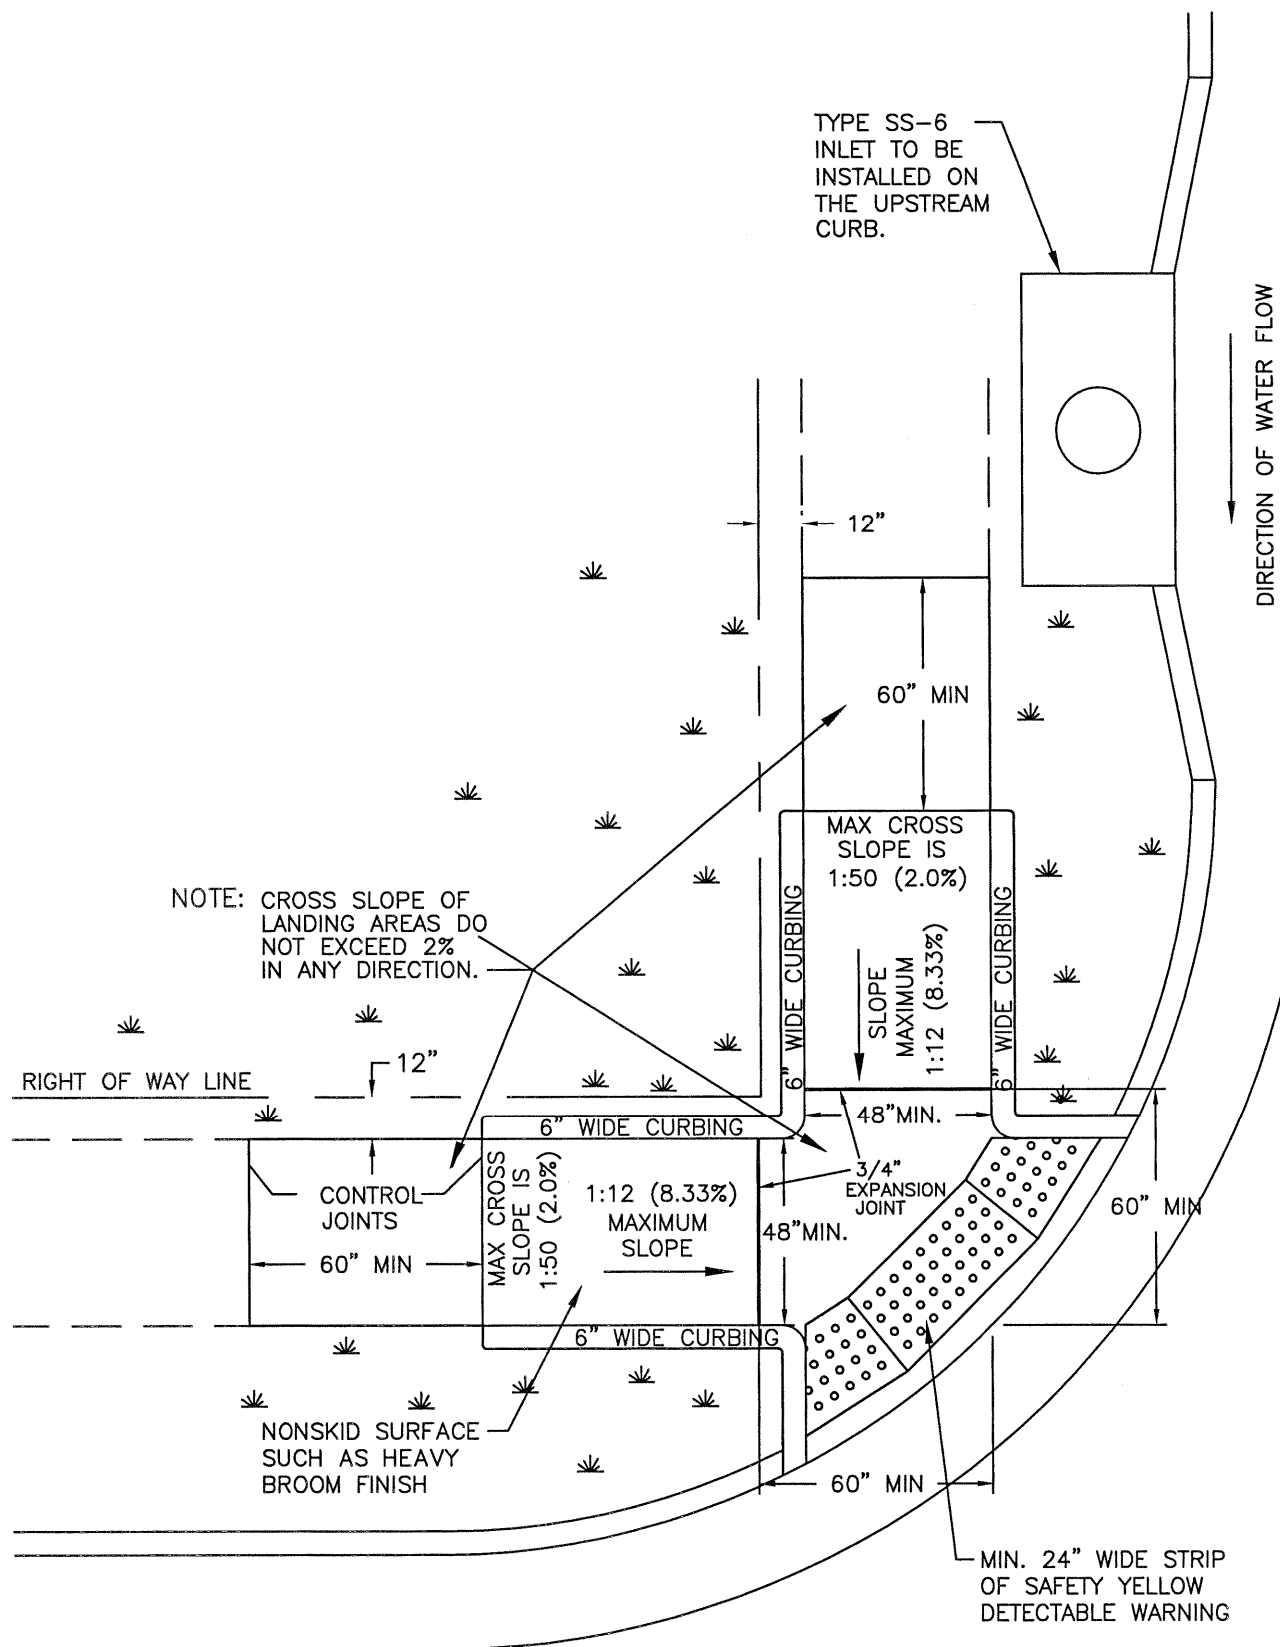 TYPE SS-6
INLET TO BE
INSTALLED ON
THE UPSTREAM
CURB.
DIRECTION OF WATER FLOW
12"
60" MIN
MAX CROSS
SLOPE IS
1:50 (2.0%)
6" WIDE CURBING
SLOPE
MAXIMUM
1:12 (8.33%)
6" WIDE CURBING
NOTE: CROSS SLOPE OF
LANDING AREAS DO
NOT EXCEED 2%
IN ANY DIRECTION.
12"
RIGHT OF WAY LINE
48"MIN.
6" WIDE CURBING
3/4"
EXPANSION
JOINT
CONTROL
JOINTS
MAX CROSS
SLOPE IS
1:50 (2.0%)
1:12 (8.33%)
MAXIMUM
SLOPE
48"MIN.
60" MIN
60" MIN
6" WIDE CURBING
NONSKID SURFACE
SUCH AS HEAVY
BROOM FINISH
60" MIN
MIN. 24" WIDE STRIP
OF SAFETY YELLOW
DETECTABLE WARNING